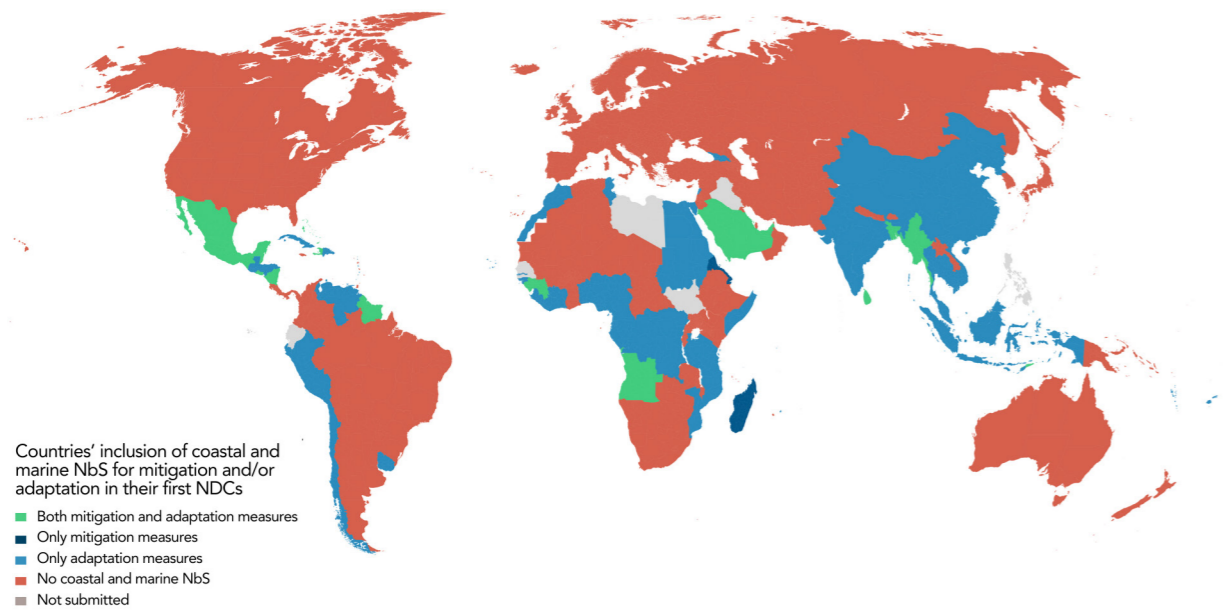 Countries’ inclusion of coastal and
marine NbS for mitigation and/or
adaptation in their first NDCs
Both mitigation and adaptation measures
Only mitigation measures
Only adaptation measures
No coastal and marine NbS
Not submitted